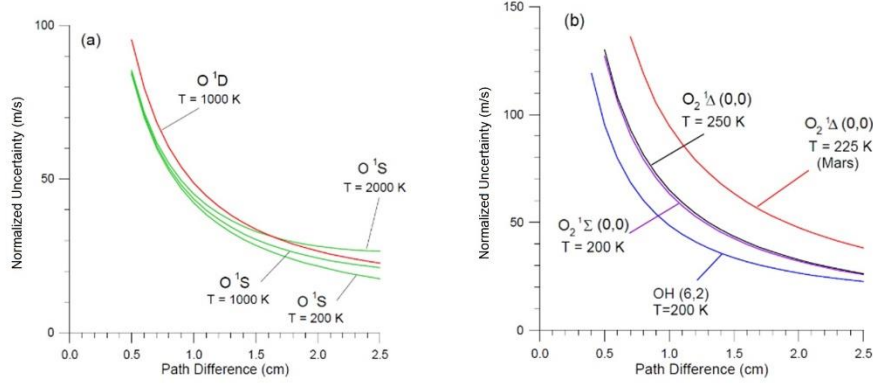 (a)
100
50
0
Normalized Uncertainty (m/s)
O ¹D
T = 1000 K
O ¹S
T = 2000 K
O ¹S
T = 1000 K
O ¹S
T = 200 K
0.0 0.5 1.0 1.5 2.0 2.5
Path Difference (cm)
(b)
150
100
50
0
Normalized Uncertainty (m/s)
O₂ ¹Δ (0,0)
T = 250 K
O₂ ¹Δ (0,0)
T = 225 K
(Mars)
O₂ ¹Σ (0,0)
T = 200 K
OH (6,2)
T=200 K
0.0 0.5 1.0 1.5 2.0 2.5
Path Difference (cm)